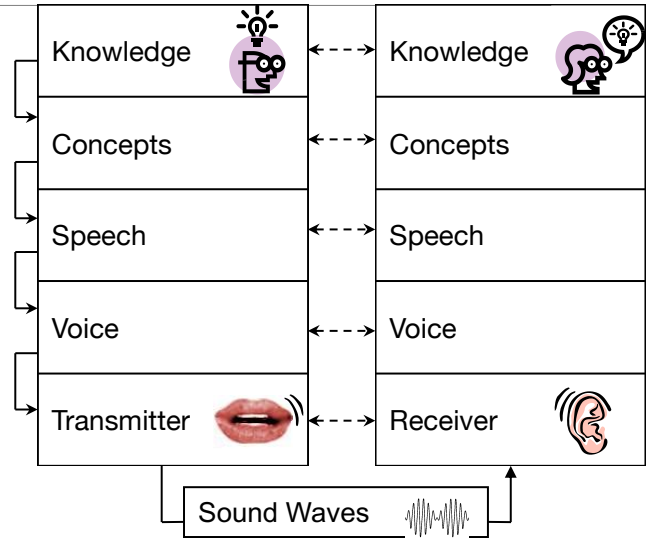 Knowledge
Knowledge
Concepts
Concepts
Speech
Speech
Voice
Voice
Transmitter
Receiver
Sound Waves